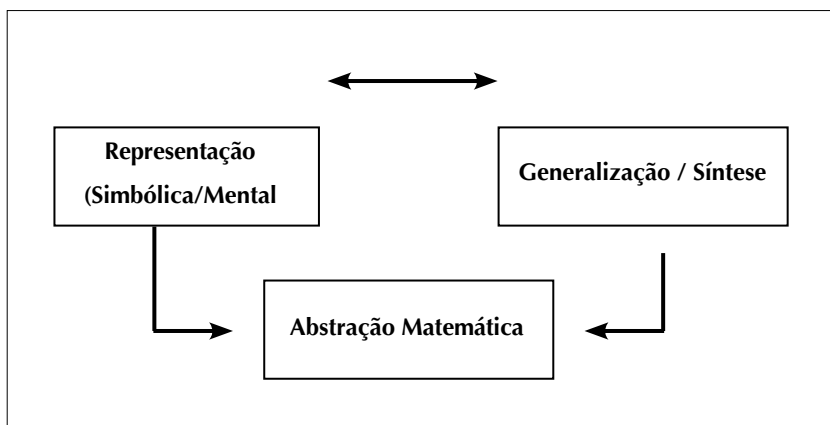 Representação
(Simbólica/Mental
Generalização / Síntese
Abstração Matemática